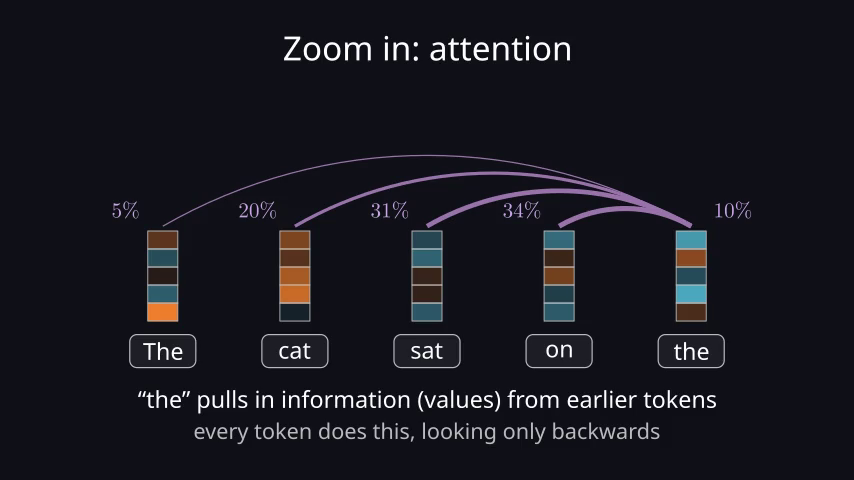 Zoom in: attention
5% 20% 31% 34% 10%
The cat sat on the
“the” pulls in information (values) from earlier tokens
every token does this, looking only backwards